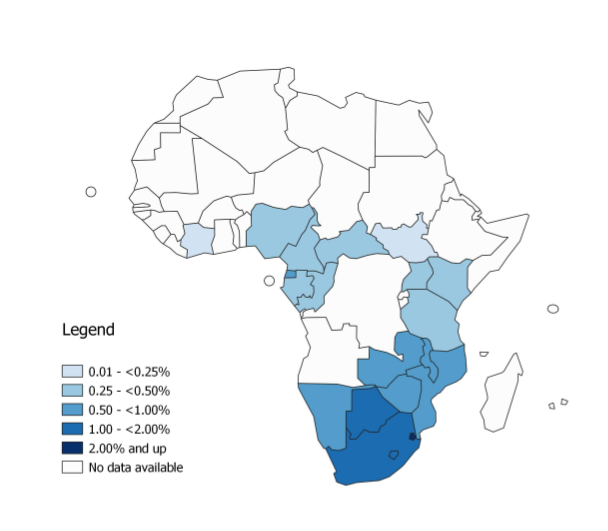 Legend
0.01 - <0.25%
0.25 - <0.50%
0.50 - <1.00%
1.00 - <2.00%
2.00% and up
No data available